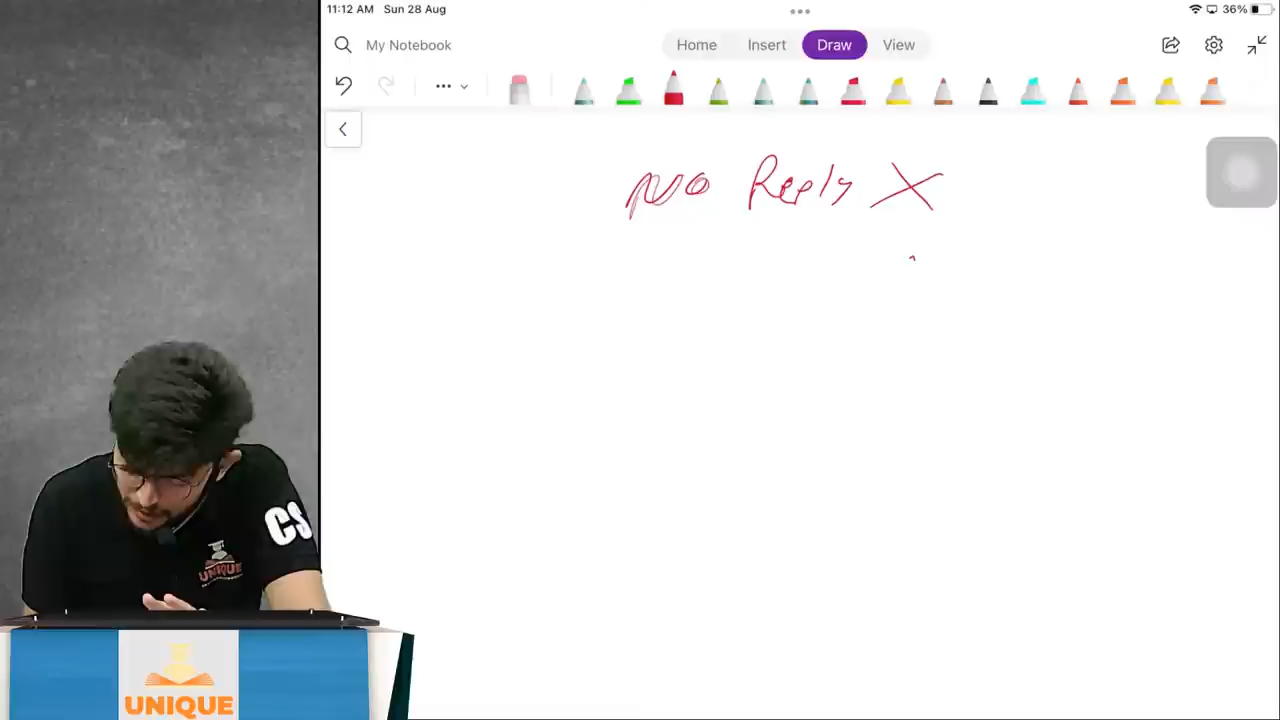 11:12 AM Sun 28 Aug
36%
My Notebook
Home Insert Draw View
No Reply X
CS
UNIQUE
UNIQUE